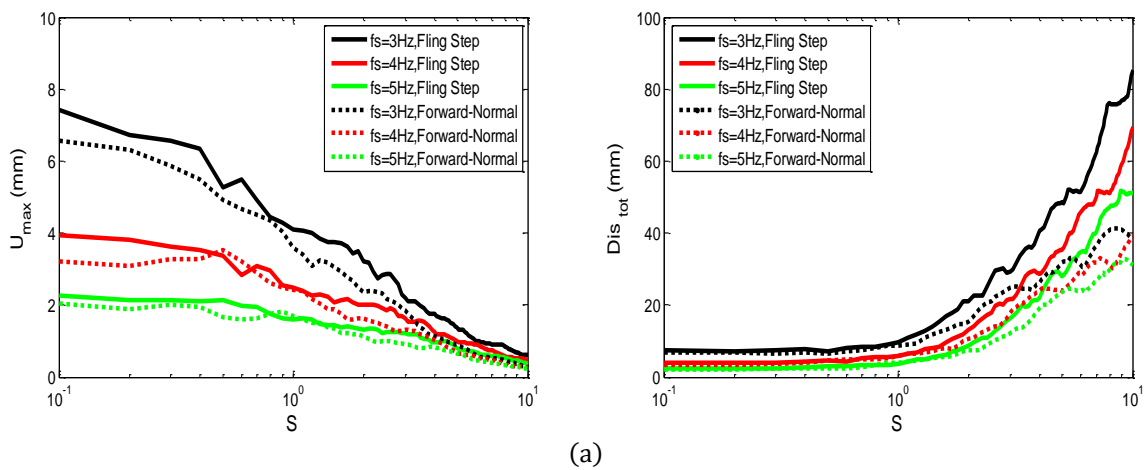 10
8
6
4
2
0
U_max (mm)
10^-1
10^0
10^1
S
fs=3Hz,Fling Step
fs=4Hz,Fling Step
fs=5Hz,Fling Step
fs=3Hz,Forward-Normal
fs=4Hz,Forward-Normal
fs=5Hz,Forward-Normal
100
80
60
40
20
0
Dis_tot (mm)
10^-1
10^0
10^1
S
fs=3Hz,Fling Step
fs=4Hz,Fling Step
fs=5Hz,Fling Step
fs=3Hz,Forward-Normal
fs=4Hz,Forward-Normal
fs=5Hz,Forward-Normal
(a)